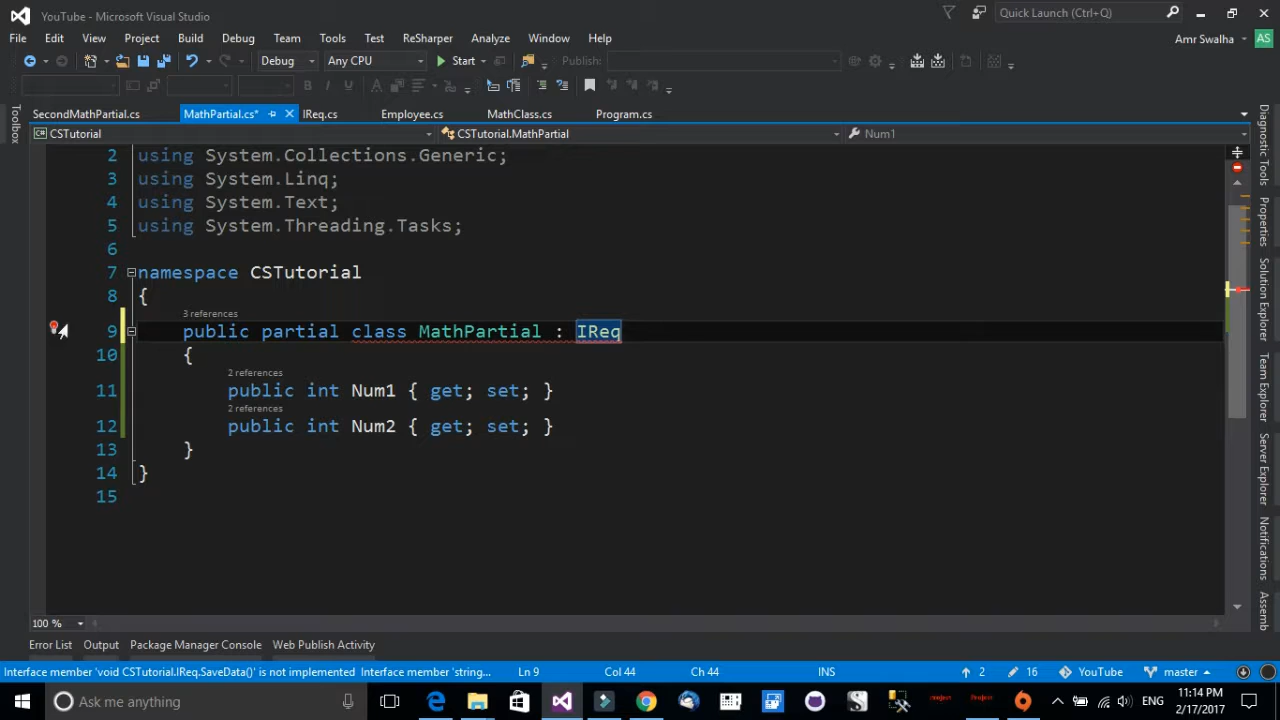 YouTube - Microsoft Visual Studio
Quick Launch (Ctrl+Q)
File Edit View Project Build Debug Team Tools Test ReSharper Analyze Window Help
Amr Swalha AS
Debug Any CPU Start Publish:
SecondMathPartial.cs MathPartial.cs* IReq.cs Employee.cs MathClass.cs Program.cs
CSTutorial CSTutorial.MathPartial Num1
2 using System.Collections.Generic;
3 using System.Linq;
4 using System.Text;
5 using System.Threading.Tasks;
6
7 namespace CSTutorial
8 {
3 references
9 public partial class MathPartial : IReq
10 {
2 references
11 public int Num1 { get; set; }
2 references
12 public int Num2 { get; set; }
13 }
14 }
15
Toolbox
Diagnostic Tools
Properties
Solution Explorer
Team Explorer
Server Explorer
Notifications
Assemb
100 %
Error List Output Package Manager Console Web Publish Activity
Interface member 'void CSTutorial.IReq.SaveData()' is not implemented Interface member 'string... Ln 9 Col 44 Ch 44 INS 2 16 YouTube master
Ask me anything
ENG
11:14 PM
2/17/2017